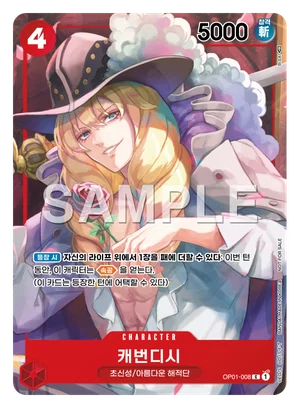 4
5000
참격
斬
SAMPLE
등장 시 자신의 라이프 위에서 1장을 패에 더할 수 있다: 이번 턴
동안, 이 캐릭터는 속공 을 얻는다.
(이 카드는 등장한 턴에 어택할 수 있다)
CHARACTER
캐번디시
초신성/아름다운 해적단
OP01-008 R 1